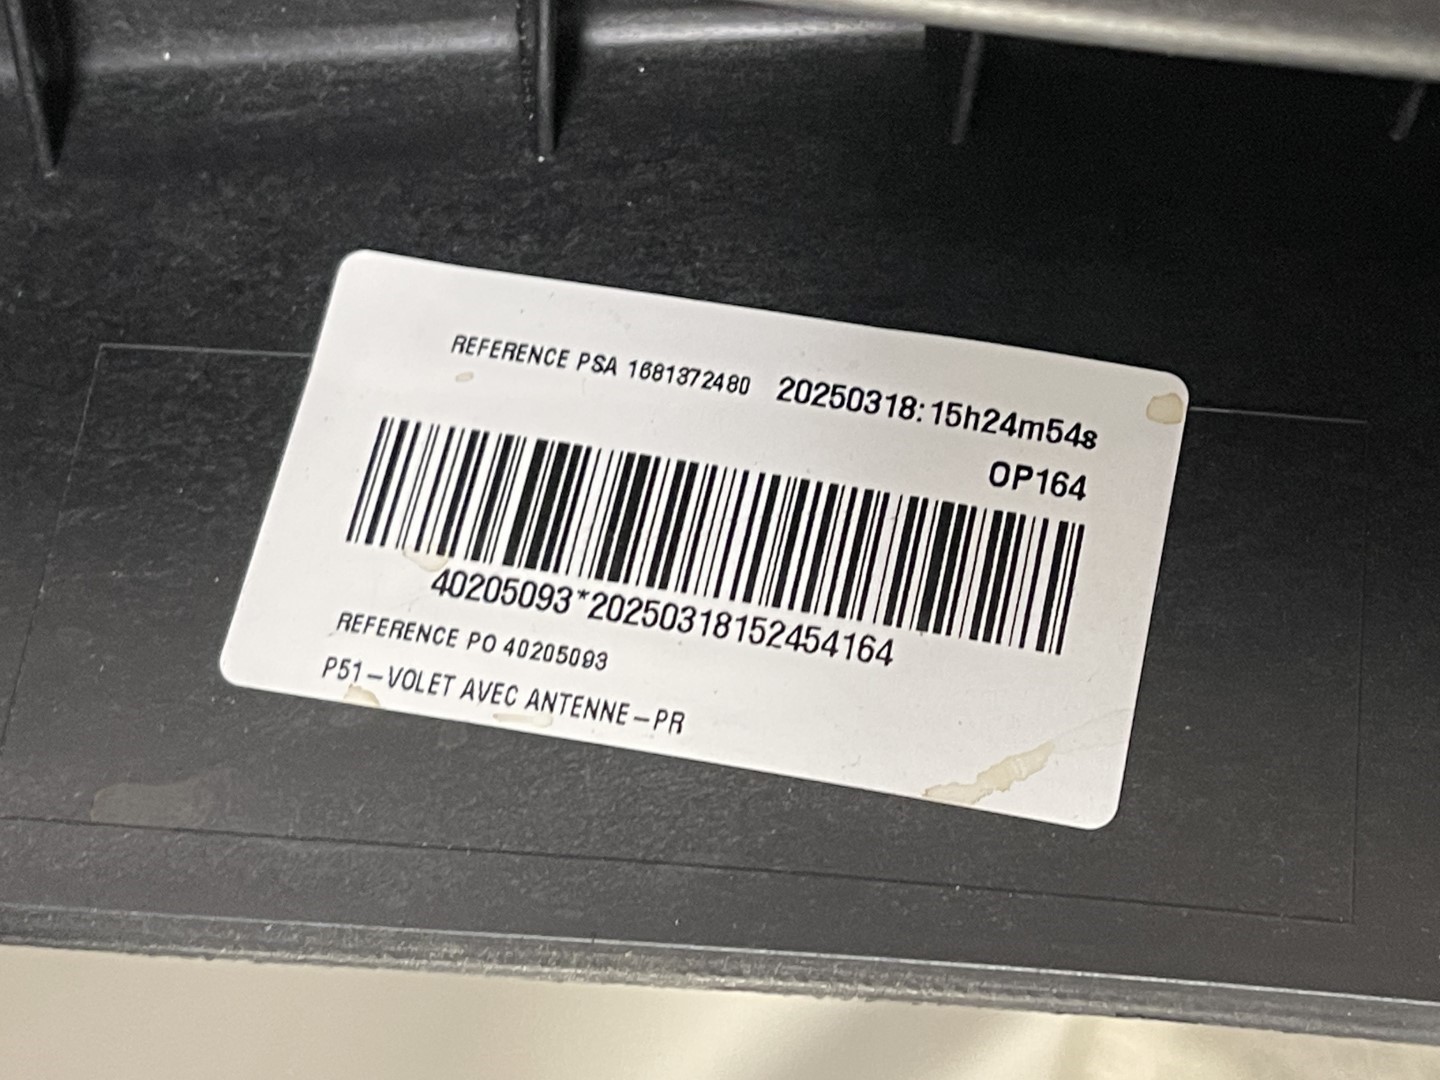 REFERENCE PSA 1681372480 20250318:15h24m54s
OP164
40205093*20250318152454164
REFERENCE PO 40205093
P51-VOLET AVEC ANTENNE-PR